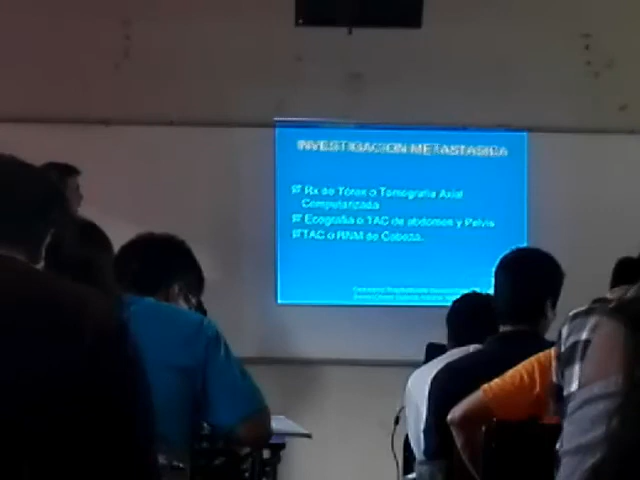 INVESTIGACION METASTASICA
Rx de Tórax o Tomografía Axial
Computarizada
Ecografía o TAC de abdomen y Pelvis
TAC o RNM de Cabeza.